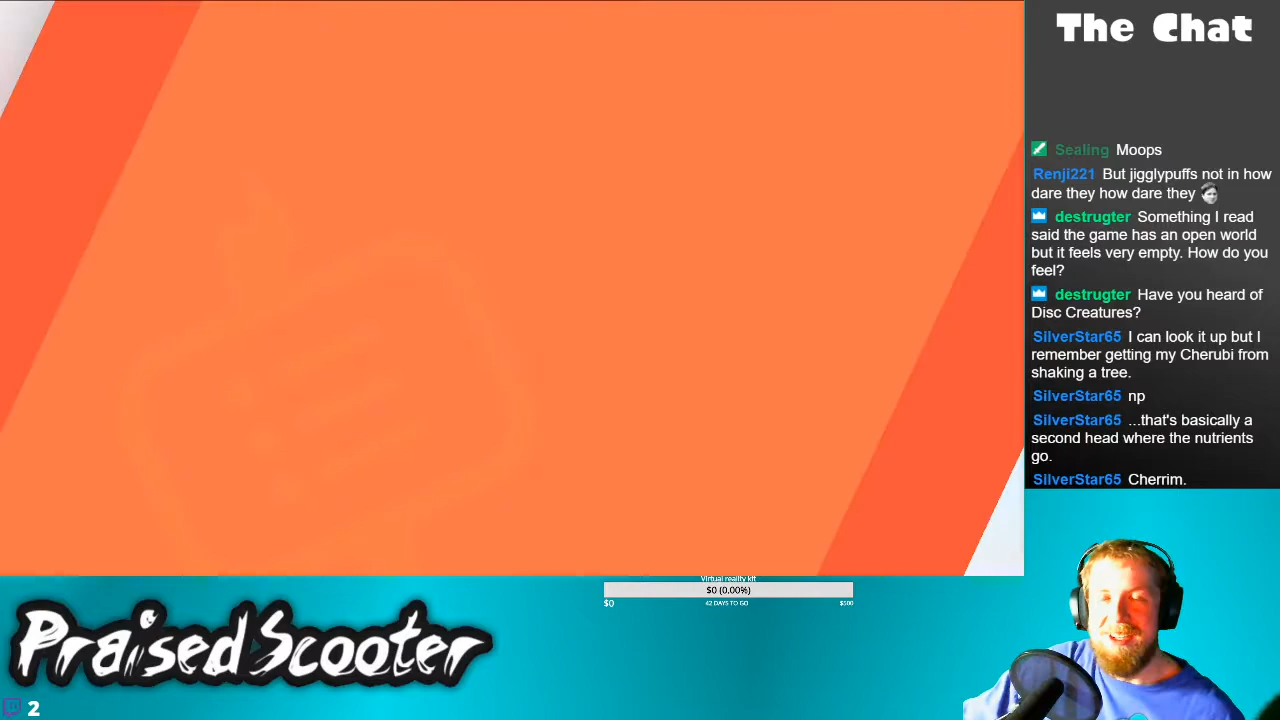 The Chat
Sealing Moops
Renji221 But jigglypuffs not in how
dare they how dare they
destrugter Something I read
said the game has an open world
but it feels very empty. How do you
feel?
destrugter Have you heard of
Disc Creatures?
SilverStar65 I can look it up but I
remember getting my Cherubi from
shaking a tree.
SilverStar65 np
SilverStar65 ...that's basically a
second head where the nutrients
go.
SilverStar65 Cherrim.
Virtual reality kit
$0 (0.00%)
$0 42 DAYS TO GO $500
Praised Scooter
2